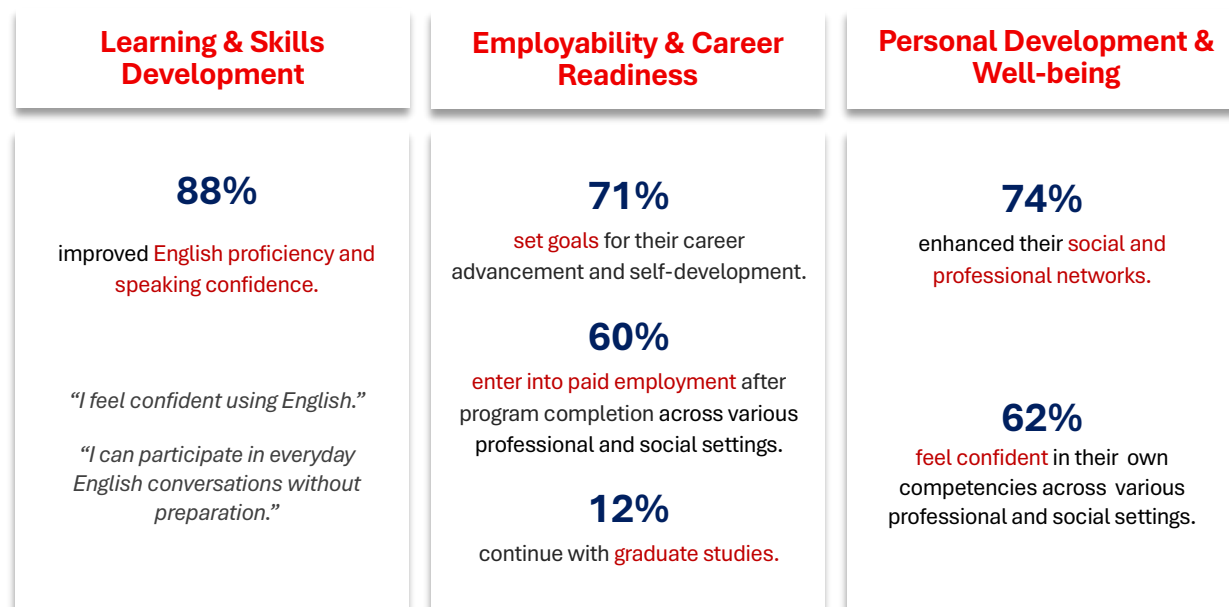 Learning & Skills
Development
88%
improved English proficiency and
speaking confidence.
“I feel confident using English.”
“I can participate in everyday
English conversations without
preparation.”
Employability & Career
Readiness
71%
set goals for their career
advancement and self-development.
60%
enter into paid employment after
program completion across various
professional and social settings.
12%
continue with graduate studies.
Personal Development &
Well-being
74%
enhanced their social and
professional networks.
62%
feel confident in their own
competencies across various
professional and social settings.